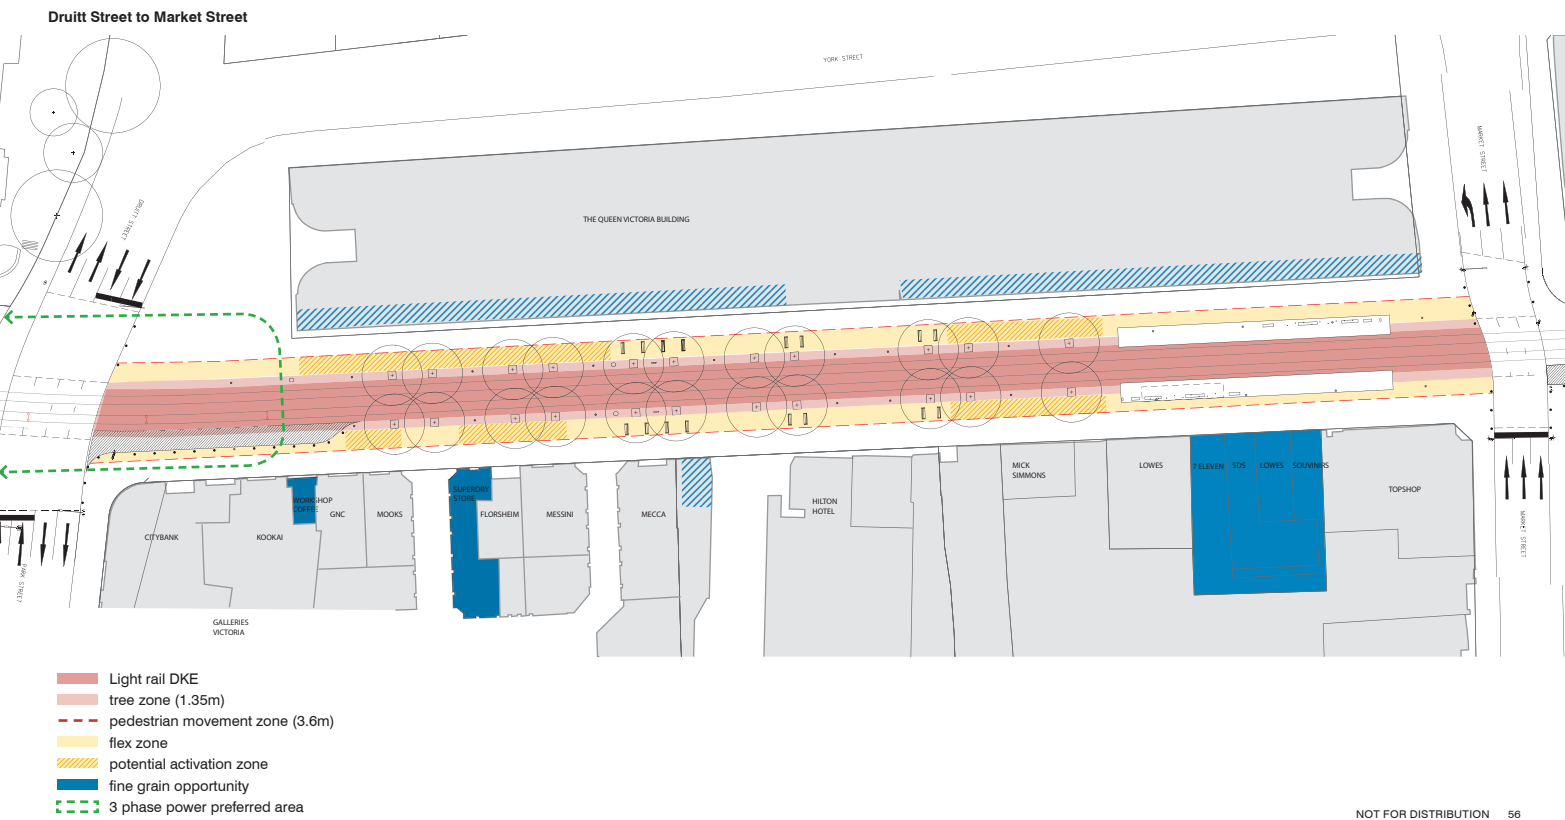 Druitt Street to Market Street
YORK STREET
MARKET STREET
DRUITT STREET
THE QUEEN VICTORIA BUILDING
WORKSHOP
COFFEE
GNC
MOOKS
SUPERDRY
STORE
FLORSHEIM
MESSINI
MECCA
HILTON
HOTEL
MICK
SIMMONS
LOWES
7 ELEVEN
SDS
LOWES
SOUVINIRS
TOPSHOP
CITYBANK
KOOKAI
PARK STREET
MARKET STREET
GALLERIES
VICTORIA
Light rail DKE
tree zone (1.35m)
pedestrian movement zone (3.6m)
flex zone
potential activation zone
fine grain opportunity
3 phase power preferred area
NOT FOR DISTRIBUTION 56